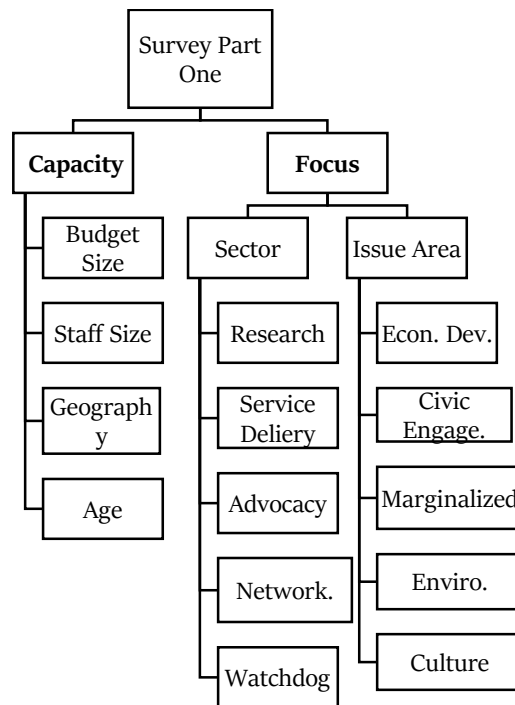 Survey Part
One
Capacity
Focus
Budget
Size
Staff Size
Geograph
y
Age
Sector
Issue Area
Research
Service
Deliery
Advocacy
Network.
Watchdog
Econ. Dev.
Civic
Engage.
Marginalized
Enviro.
Culture